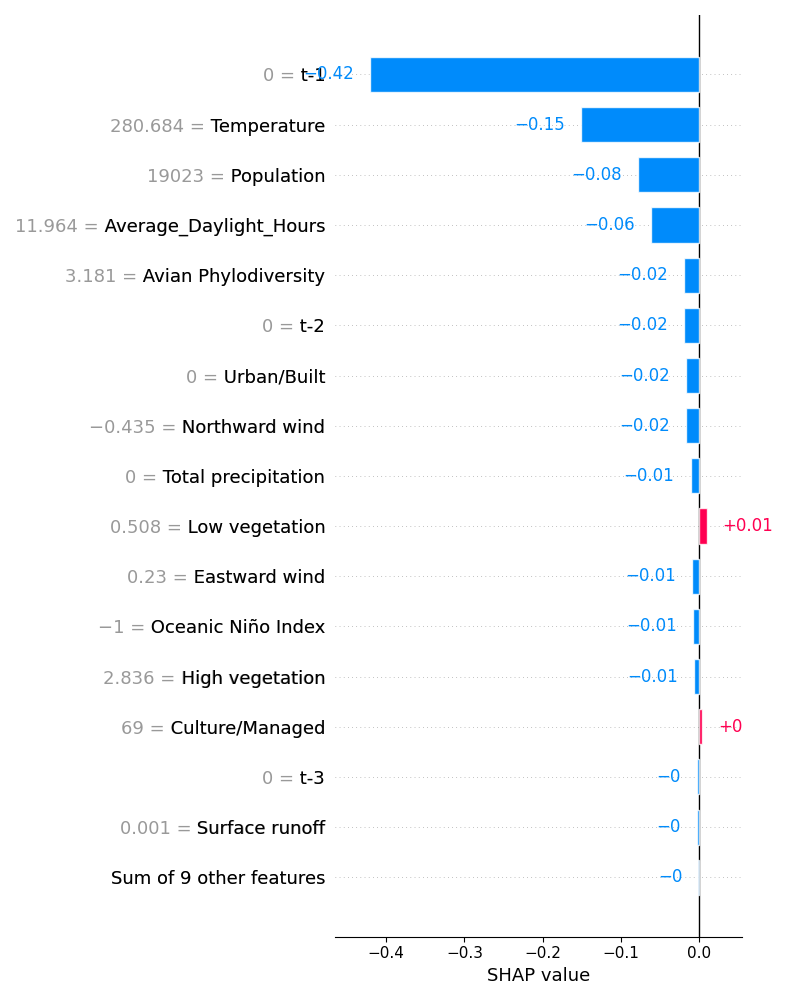 0 = t-1 −0.42
280.684 = Temperature −0.15
19023 = Population −0.08
11.964 = Average_Daylight_Hours −0.06
3.181 = Avian Phylodiversity −0.02
0 = t-2 −0.02
0 = Urban/Built −0.02
−0.435 = Northward wind −0.02
0 = Total precipitation −0.01
0.508 = Low vegetation +0.01
0.23 = Eastward wind −0.01
−1 = Oceanic Niño Index −0.01
2.836 = High vegetation −0.01
69 = Culture/Managed +0
0 = t-3 −0
0.001 = Surface runoff −0
Sum of 9 other features −0
−0.4 −0.3 −0.2 −0.1 0.0
SHAP value